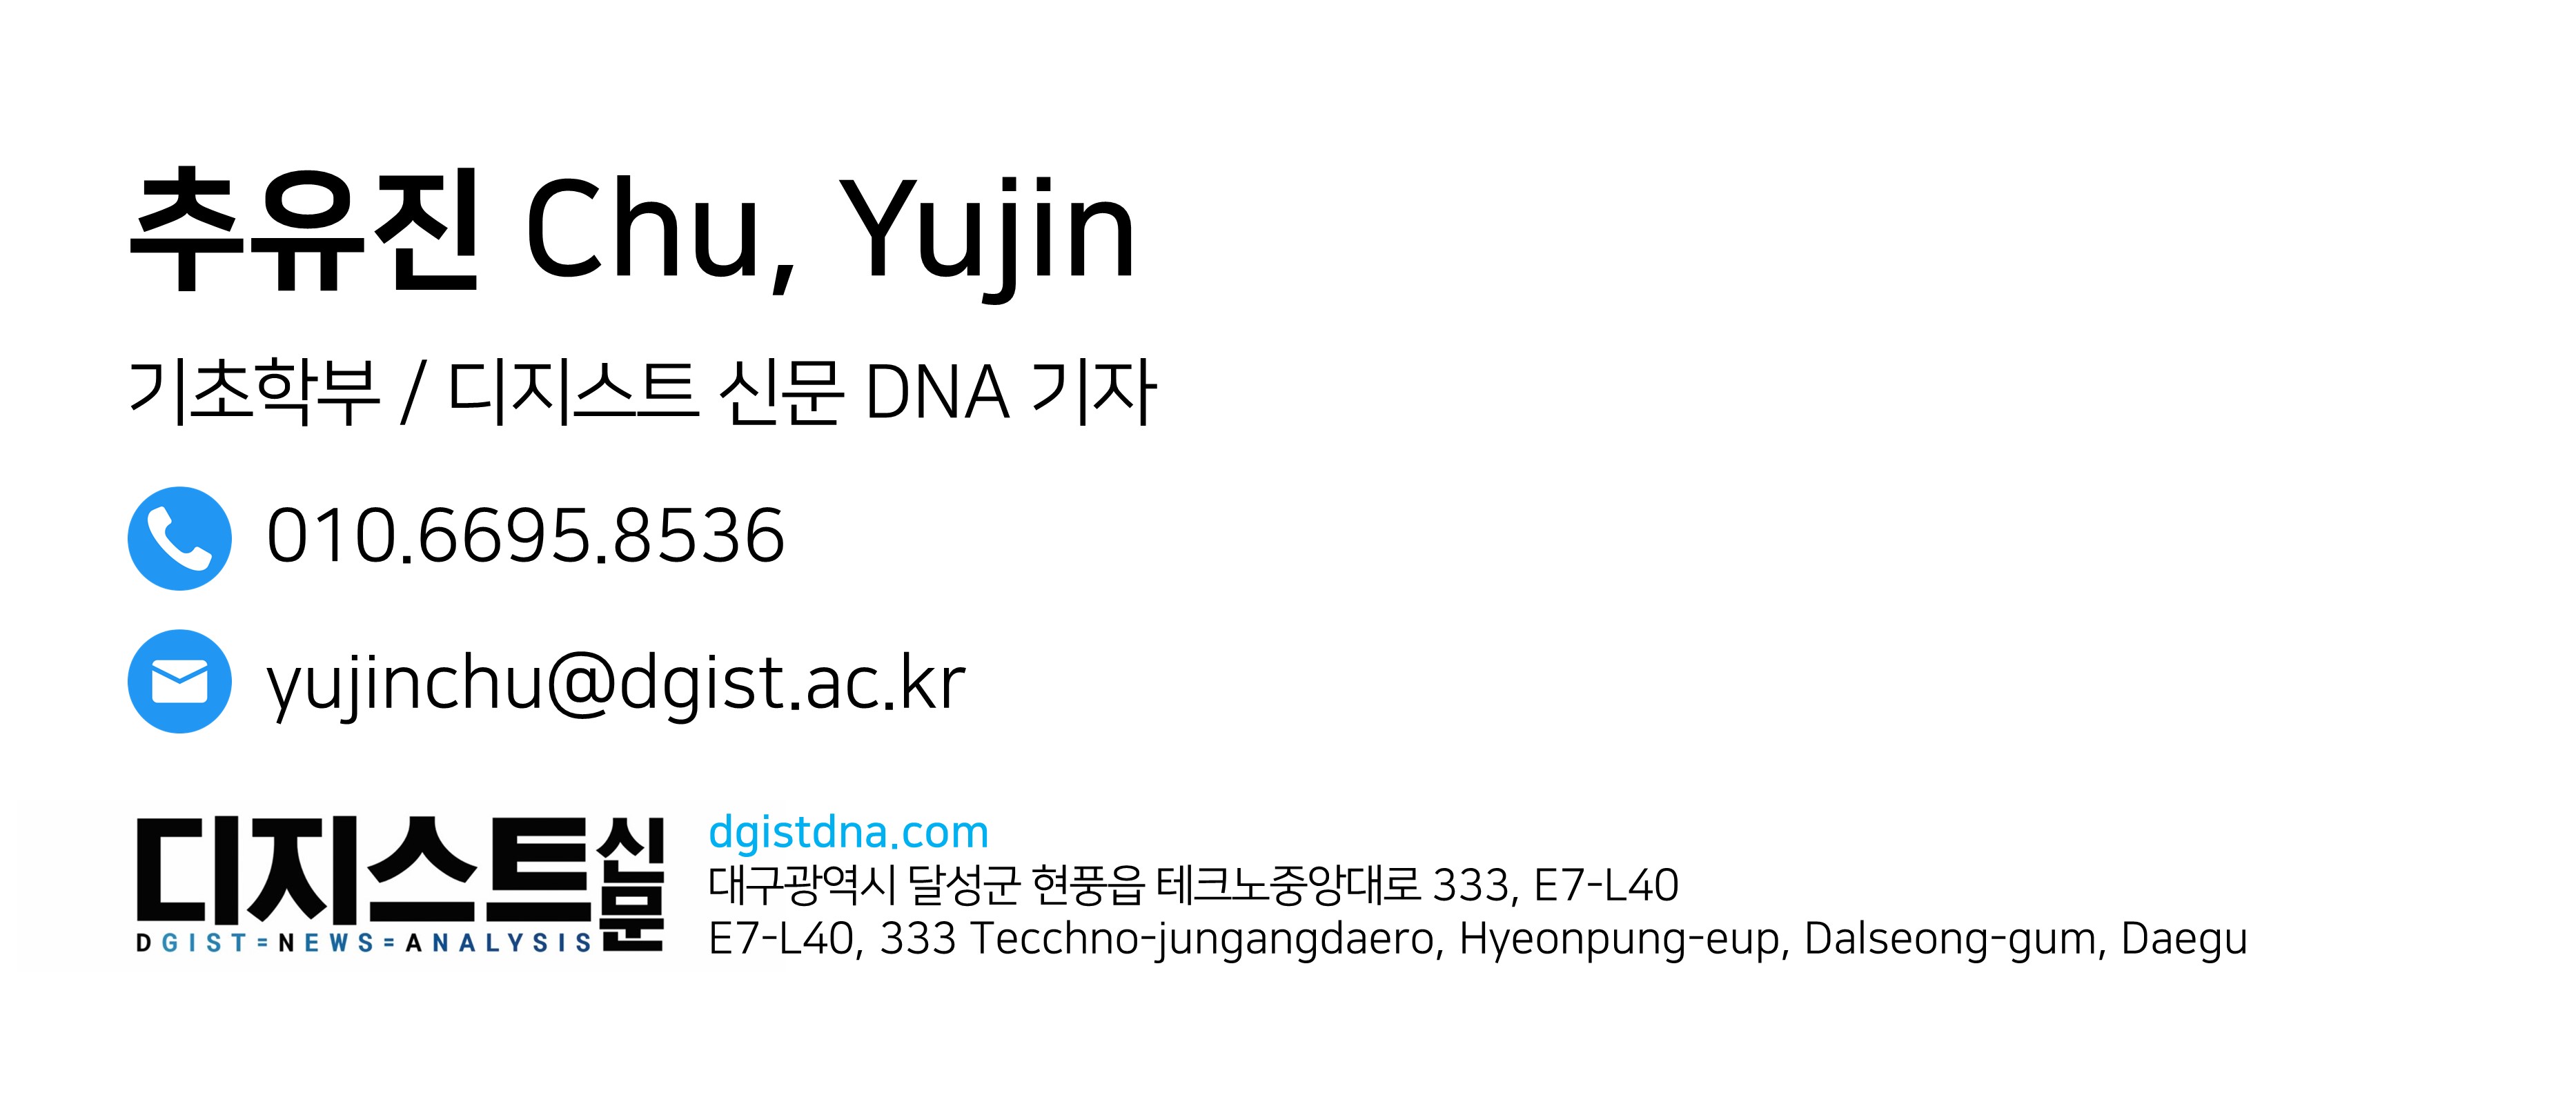 추유진 Chu, Yujin
기초학부 / 디지스트 신문 DNA 기자
010.6695.8536
yujinchu@dgist.ac.kr
디지스트신문
DGIST=NEWS=ANALYSIS
dgistdna.com
대구광역시 달성군 현풍읍 테크노중앙대로 333, E7-L40
E7-L40, 333 Tecchno-jungangdaero, Hyeonpung-eup, Dalseong-gum, Daegu